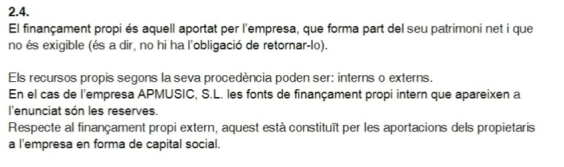 2.4.
El finançament propi és aquell aportat per l'empresa, que forma part del seu patrimoni net i que
no és exigible (és a dir, no hi ha l'obligació de retornar-lo).
Els recursos propis segons la seva procedència poden ser: interns o externs.
En el cas de l'empresa APMUSIC, S.L. les fonts de finançament propi intern que apareixen a
l'enunciat són les reserves.
Respecte al finançament propi extern, aquest està constituït per les aportacions dels propietaris
a l'empresa en forma de capital social.